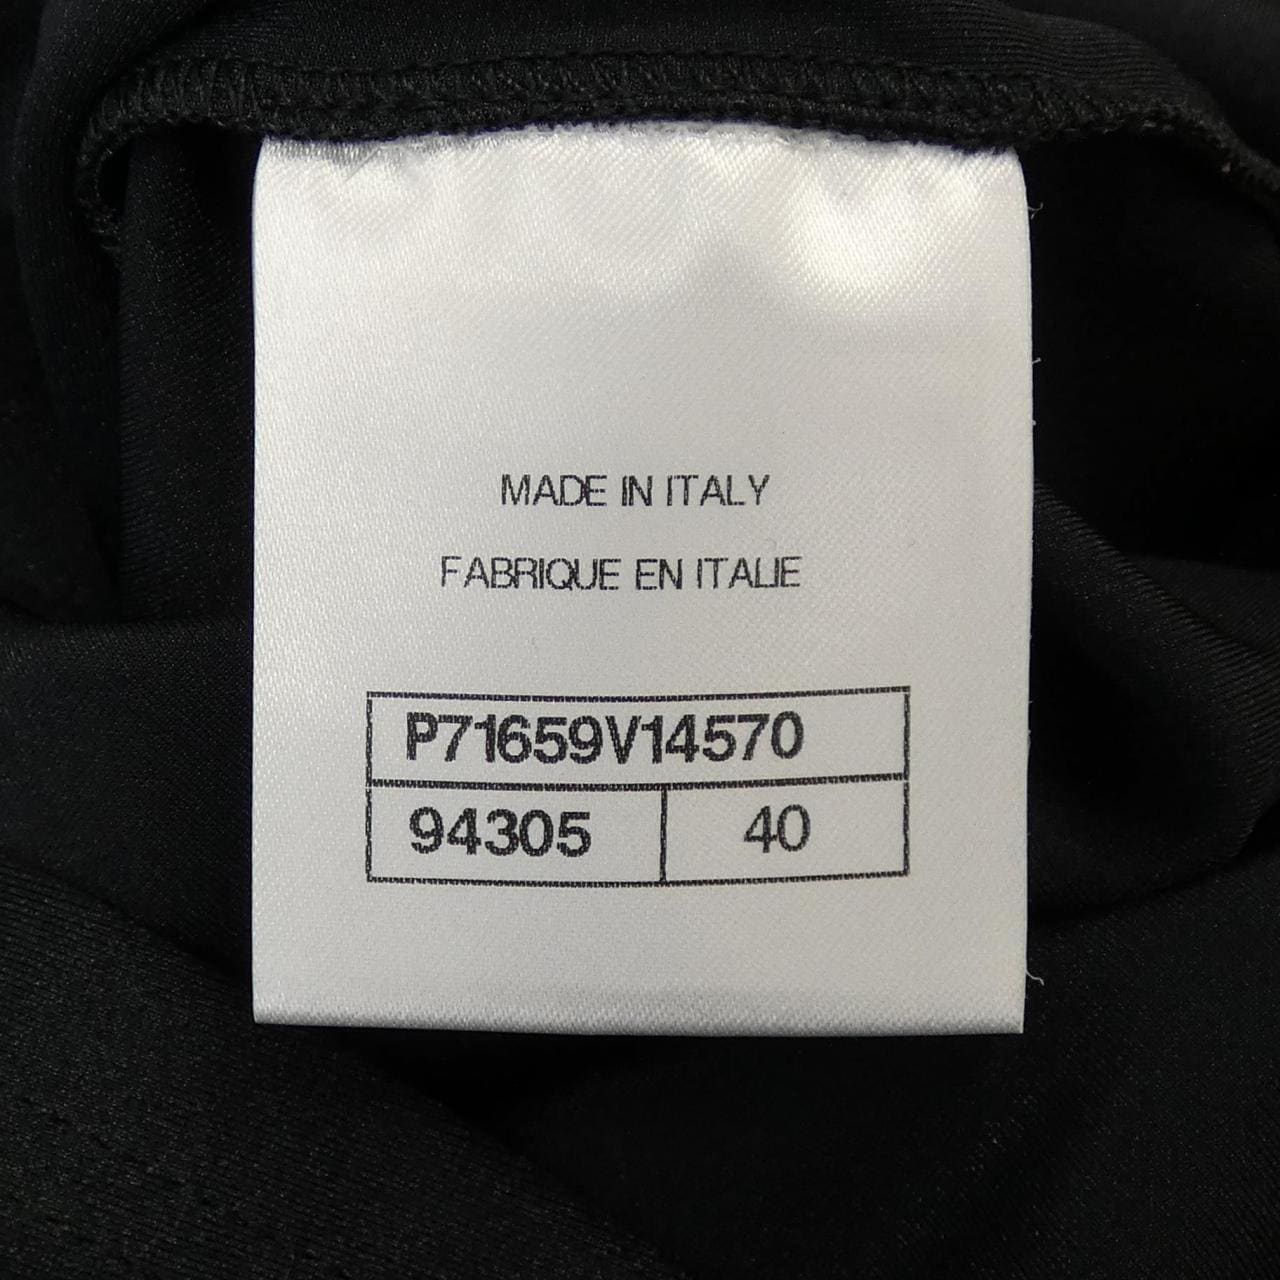 MADE IN ITALY
FABRIQUE EN ITALIE
P71659V14570
94305 40